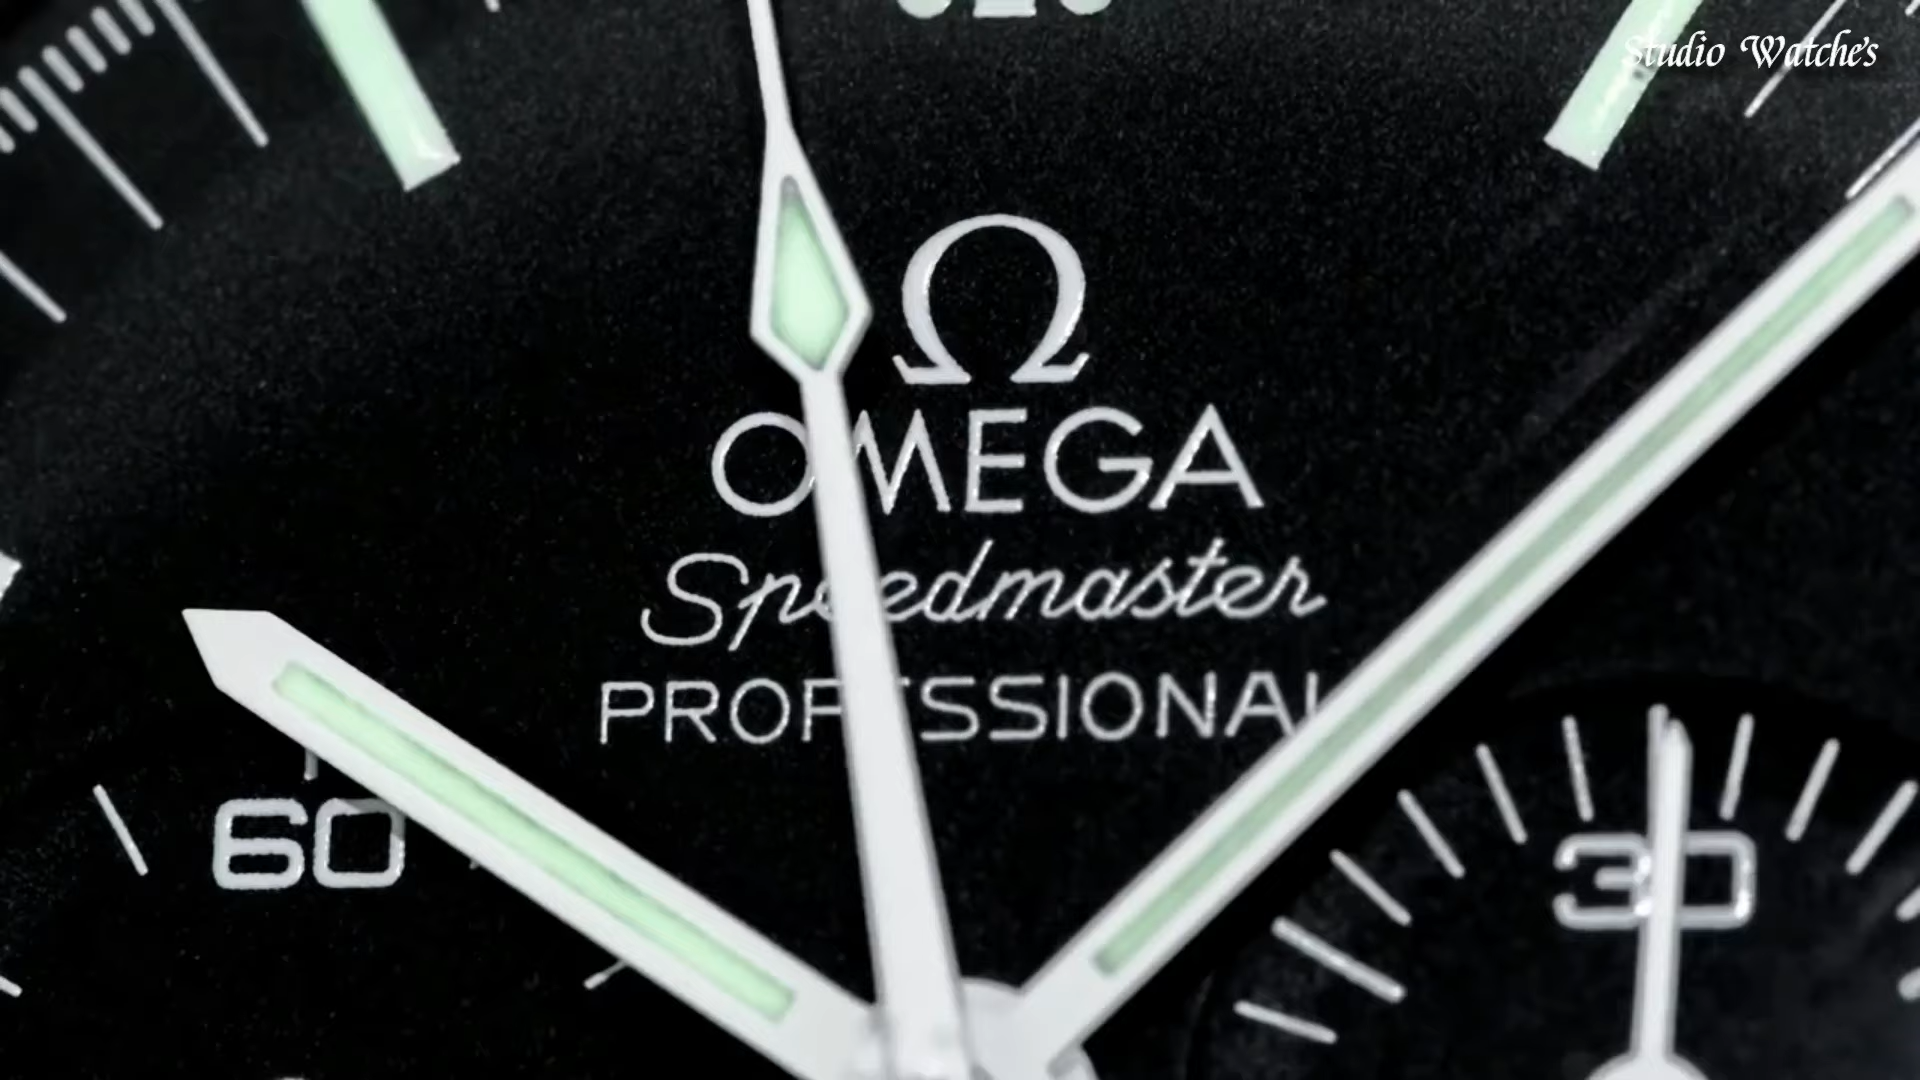 Studio Watche's
Ω
OMEGA
Speedmaster
PROFESSIONAL
60
30